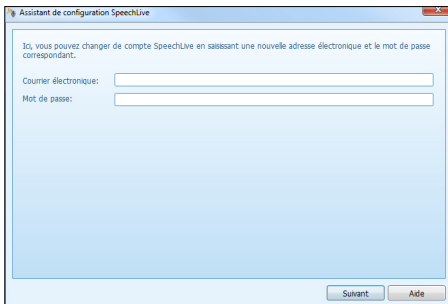 Assistant de configuration SpeechLive
Ici, vous pouvez changer de compte SpeechLive en saisissant une nouvelle adresse électronique et le mot de passe
correspondant.
Courrier électronique:
Mot de passe:
Suivant
Aide